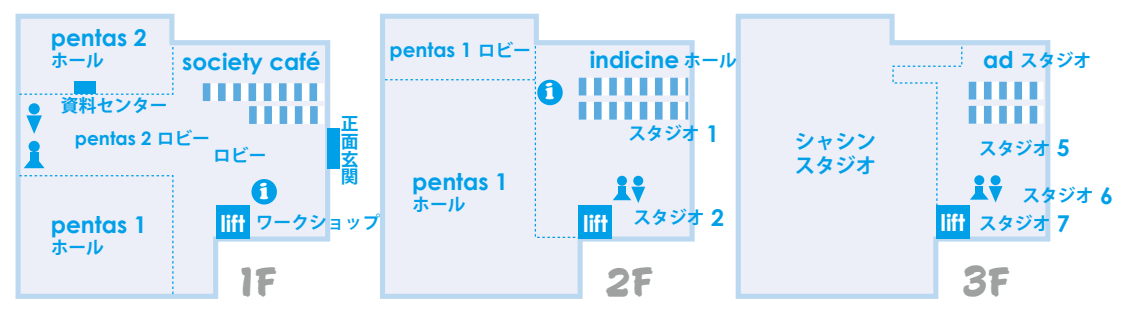 pentas 2
ホール
society café
資料センター
pentas 2 ロビー
ロビー
正面玄関
i
pentas 1
ホール
lift ワークショップ
1F
pentas 1 ロビー
indicine ホール
i
スタジオ 1
pentas 1
ホール
lift スタジオ 2
2F
ad スタジオ
シャシン
スタジオ
スタジオ 5
スタジオ 6
lift スタジオ 7
3F